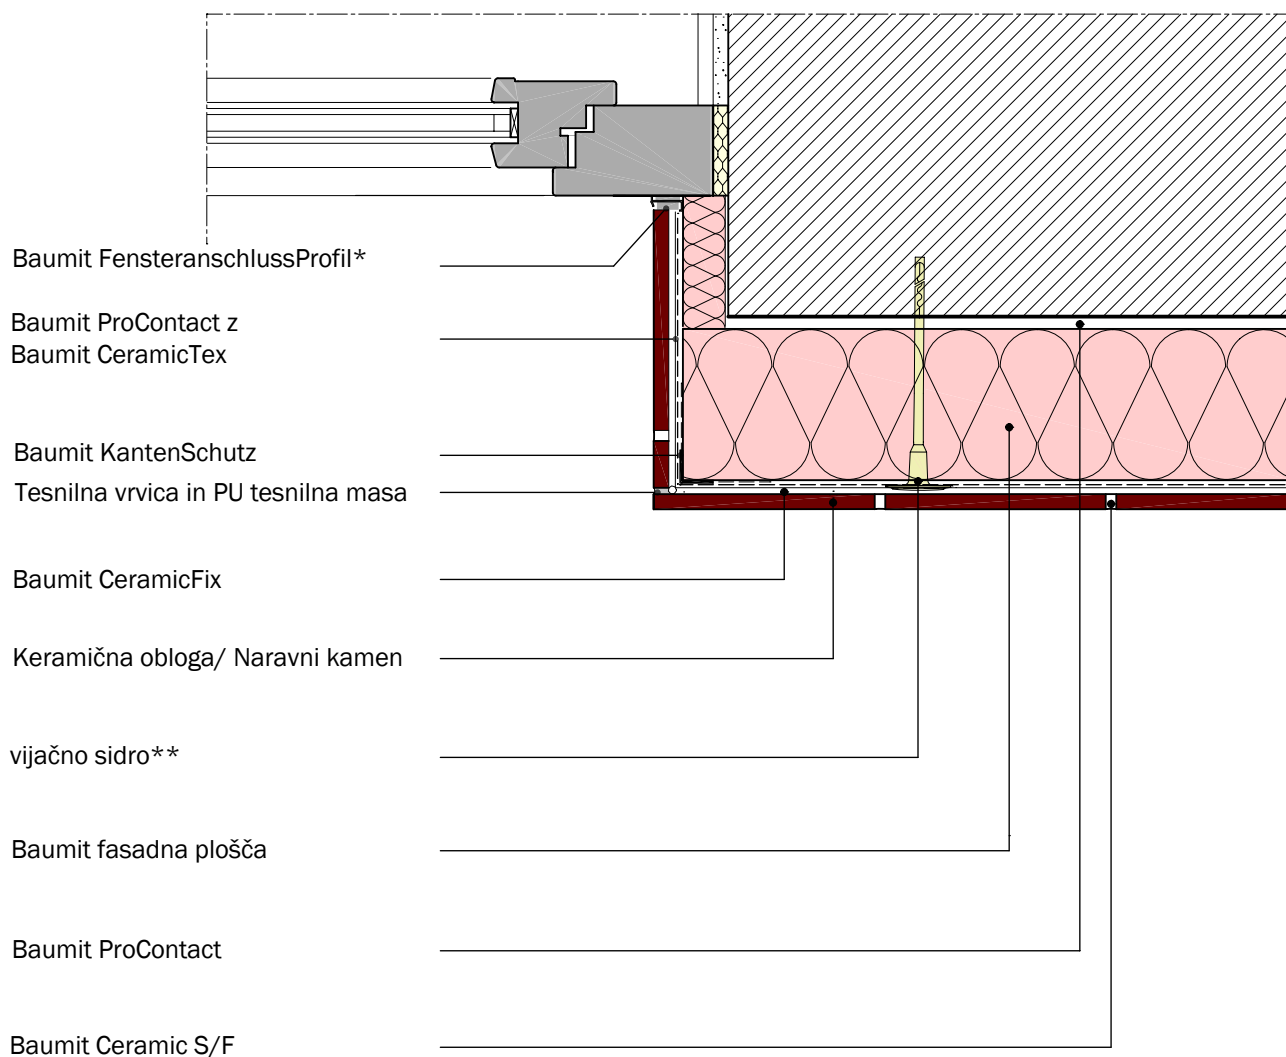 Baumit FensteranschlussProfil*
Baumit ProContact z
Baumit CeramicTex
Baumit KantenSchutz
Tesnilna vrvica in PU tesnilna masa
Baumit CeramicFix
Keramična obloga/ Naravni kamen
vijačno sidro**
Baumit fasadna plošča
Baumit ProContact
Baumit Ceramic S/F